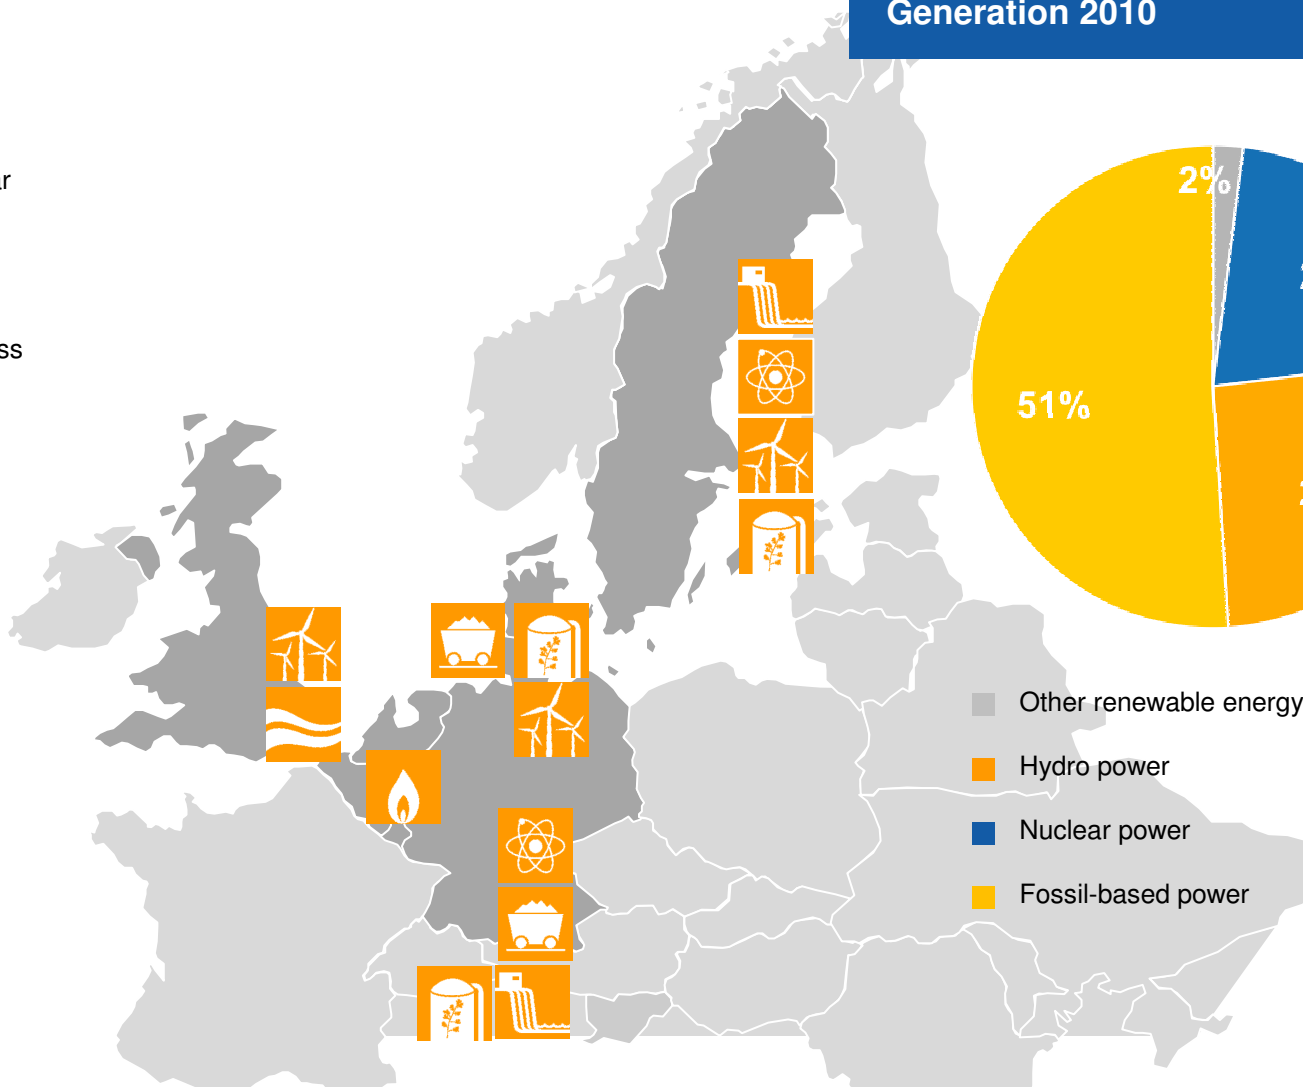 Generation 2010
2%
51%
Other renewable energy
Hydro power
Nuclear power
Fossil-based power